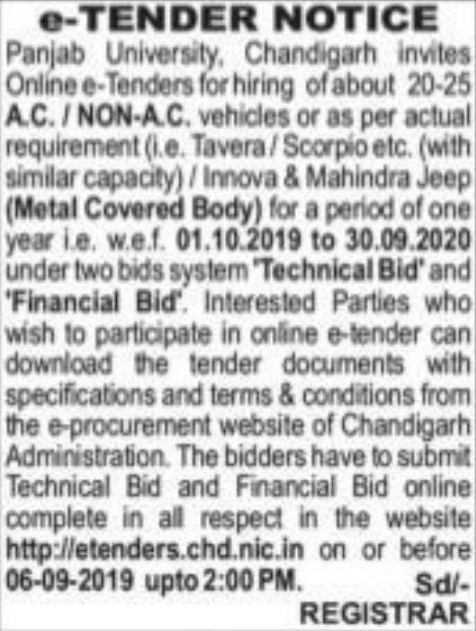 e-TENDER NOTICE
Panjab University, Chandigarh invites
Online e-Tenders for hiring of about 20-25
A.C. / NON-A.C. vehicles or as per actual
requirement (i.e. Tavera / Scorpio etc. (with
similar capacity) / Innova & Mahindra Jeep
(Metal Covered Body) for a period of one
year i.e. w.e.f. 01.10.2019 to 30.09.2020
under two bids system 'Technical Bid' and
'Financial Bid'. Interested Parties who
wish to participate in online e-tender can
download the tender documents with
specifications and terms & conditions from
the e-procurement website of Chandigarh
Administration. The bidders have to submit
Technical Bid and Financial Bid online
complete in all respect in the website
http://etenders.chd.nic.in on or before
06-09-2019 upto 2:00 PM. Sd/-
REGISTRAR